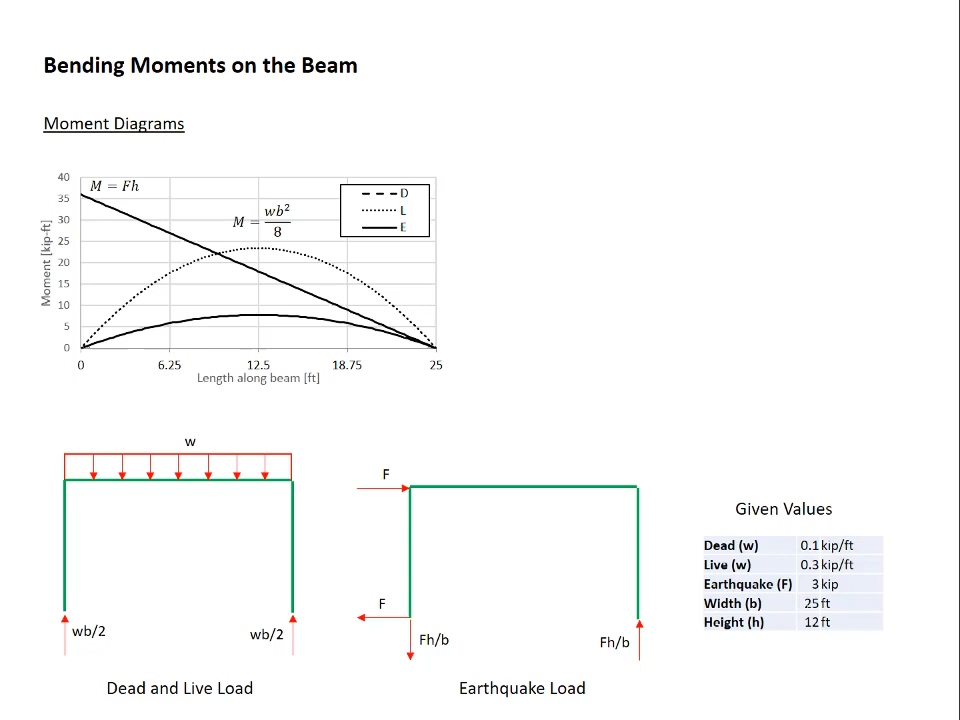 Bending Moments on the Beam
Moment Diagrams
40
35
30
25
20
15
10
5
0
Moment [kip-ft]
M = Fh
M = wb²/8
D
L
E
0 6.25 12.5 18.75 25
Length along beam [ft]
w
wb/2
wb/2
Dead and Live Load
F
F
Fh/b
Fh/b
Earthquake Load
Given Values
Dead (w) 0.1 kip/ft
Live (w) 0.3 kip/ft
Earthquake (F) 3 kip
Width (b) 25 ft
Height (h) 12 ft